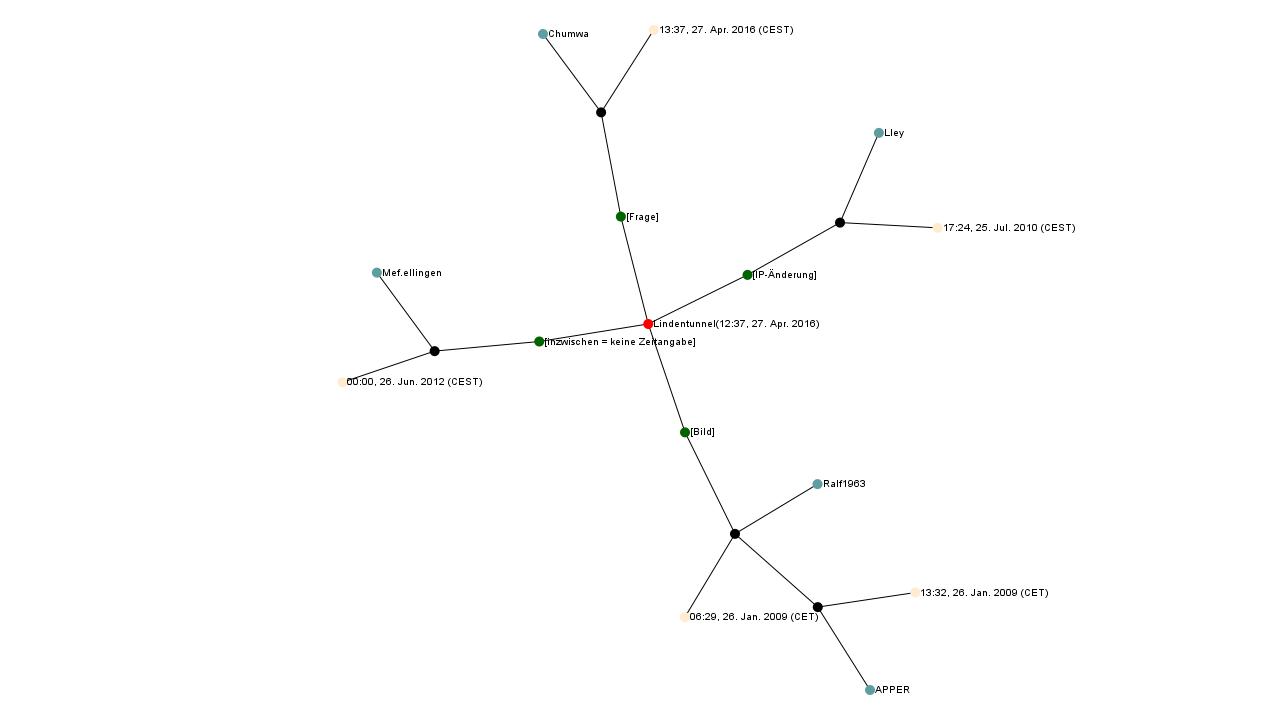 13:37, 27. Apr. 2016 (CEST)
Chumwa
Lley
[Frage]
17:24, 25. Jul. 2010 (CEST)
Mef.ellingen
[IP-Änderung]
Lindentunnel(12:37, 27. Apr. 2016)
[inzwischen = keine Zeitangabe]
00:00, 26. Jun. 2012 (CEST)
[Bild]
Ralf1963
13:32, 26. Jan. 2009 (CET)
06:29, 26. Jan. 2009 (CET)
APPER